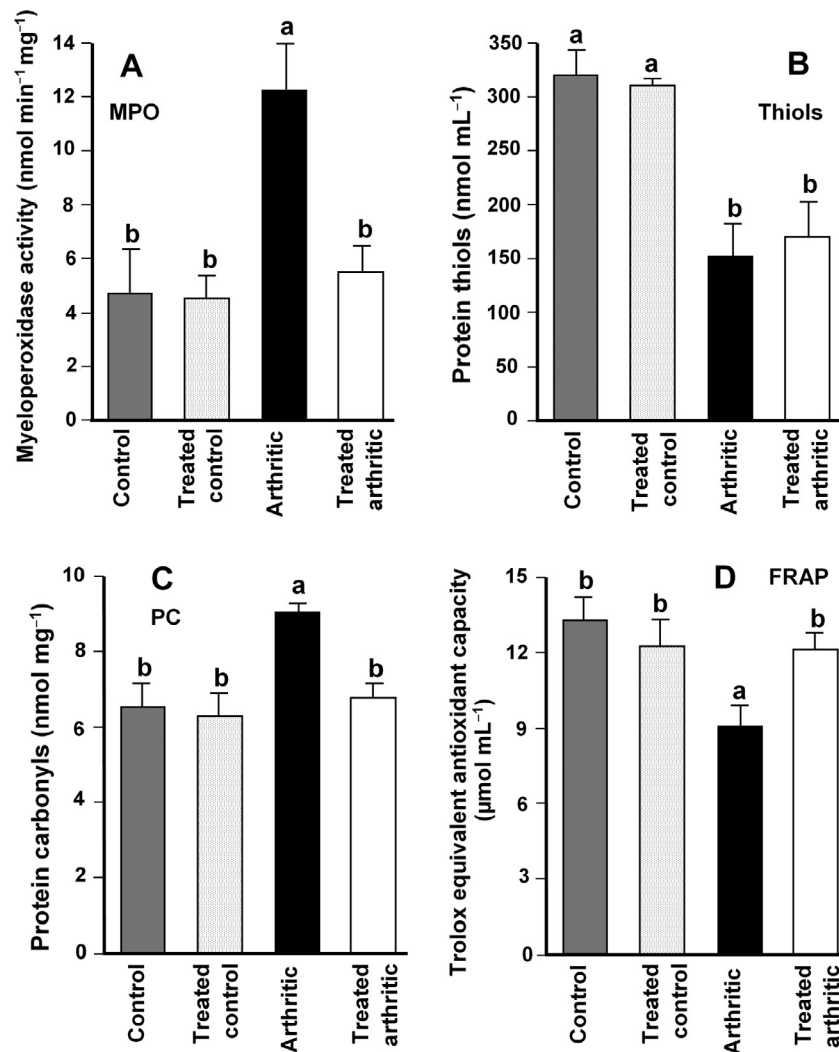 Myeloperoxidase activity (nmol min⁻¹ mg⁻¹)
14
12
10
8
6
4
2
0
A
MPO
b
b
a
b
Control
Treated
control
Arthritic
Treated
arthritic
Protein thiols (nmol mL⁻¹)
350
300
250
200
150
100
50
0
B
Thiols
a
a
b
b
Control
Treated
control
Arthritic
Treated
arthritic
Protein carbonyls (nmol mg⁻¹)
10
8
6
4
2
0
C
PC
b
b
a
b
Control
Treated
control
Arthritic
Treated
arthritic
Trolox equivalent antioxidant capacity
(µmol mL⁻¹)
15
12
9
6
3
0
D
FRAP
b
b
a
b
Control
Treated
control
Arthritic
Treated
arthritic